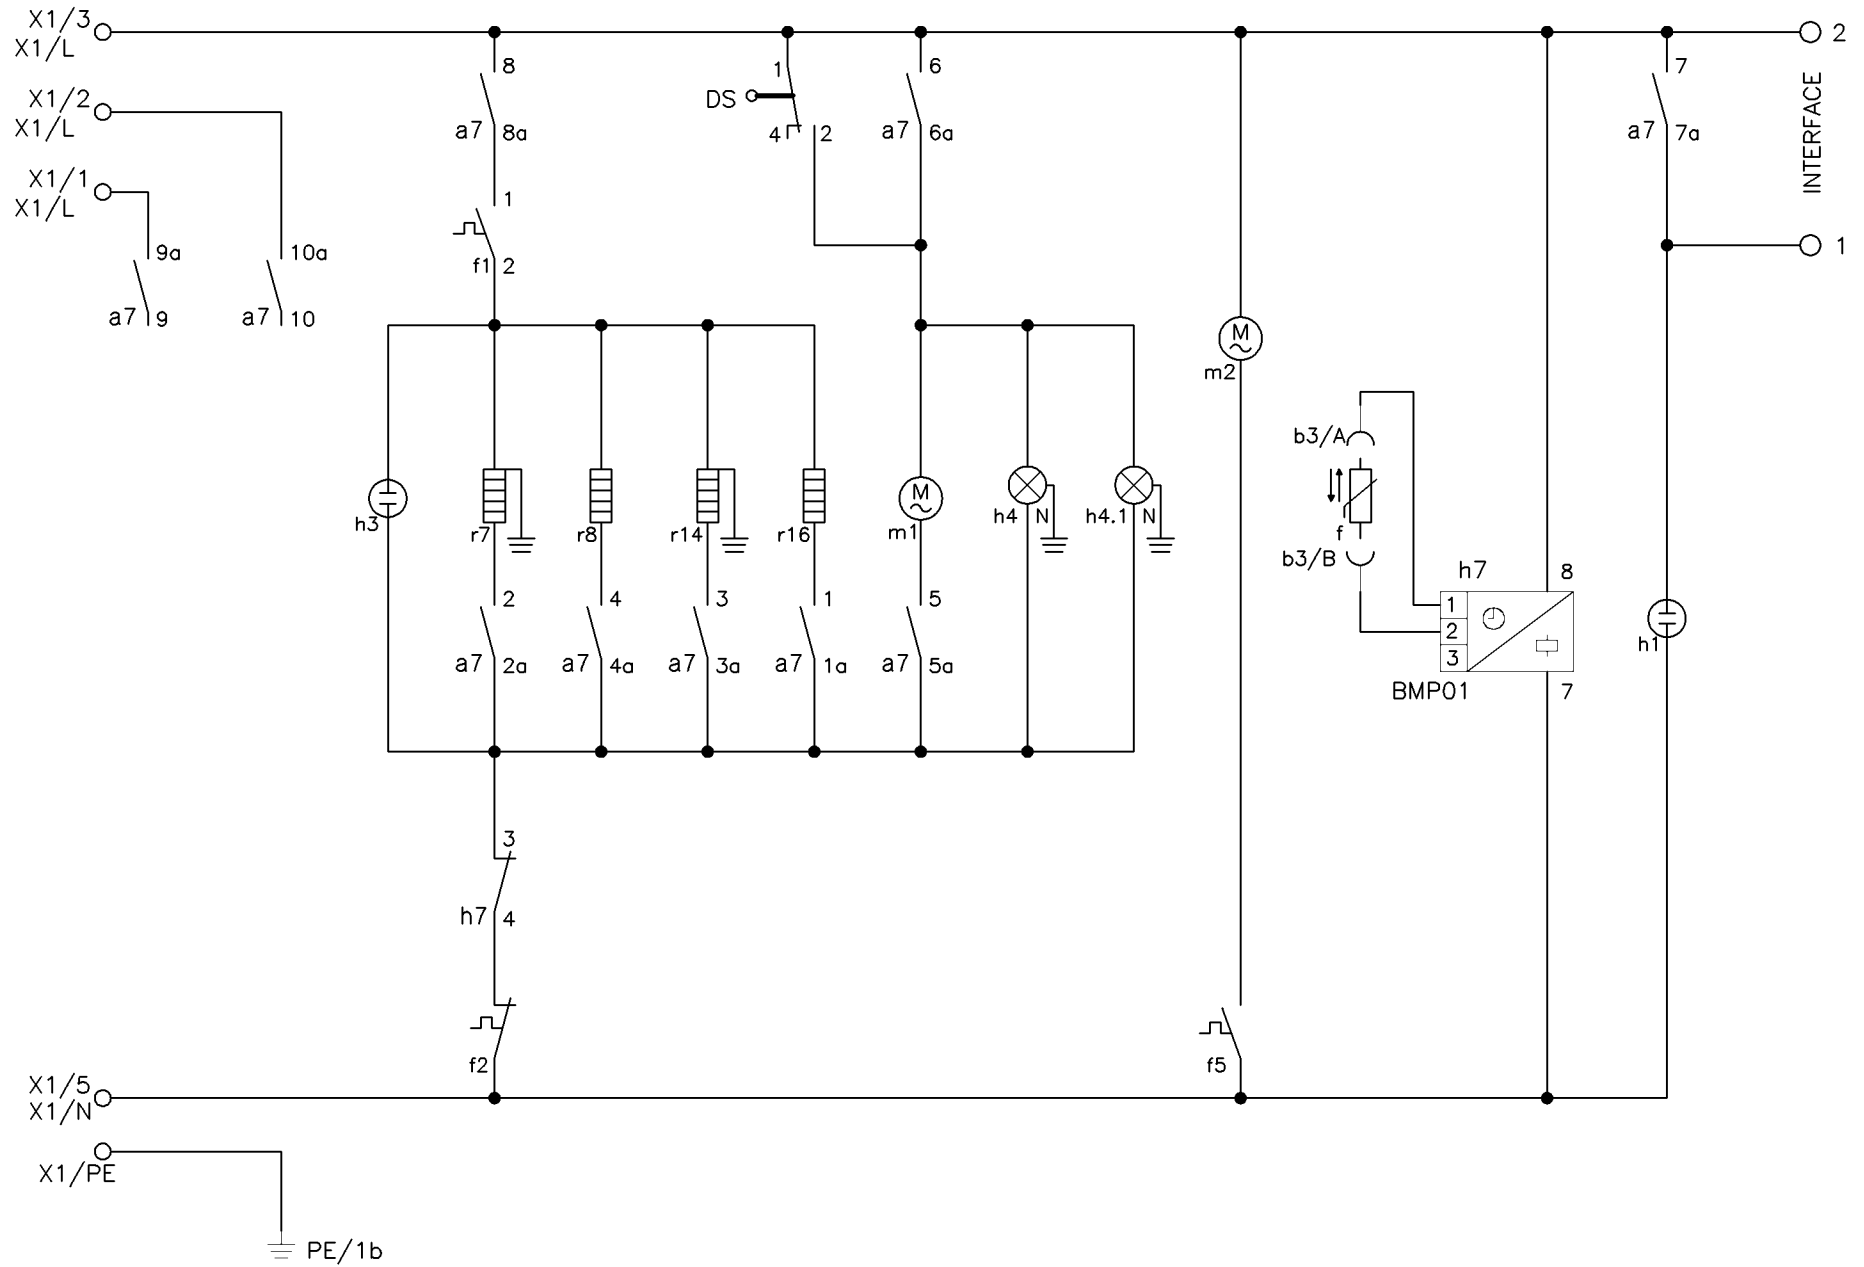 X1/3
X1/L
2
8
1
6
7
DS
X1/2
X1/L
a7 8a
4 2
a7 6a
a7 7a
INTERFACE
X1/1
X1/L
1
9a
10a
f1 2
1
a7 9
a7 10
M
m2
b3/A
h3
r7
r8
r14
r16
M
m1
h4 N
h4.1 N
f
b3/B
h7
8
2
4
3
1
5
1
2
3
h1
a7 2a
a7 4a
a7 3a
a7 1a
a7 5a
BMP01
7
3
h7 4
f2
f5
X1/5
X1/N
X1/PE
PE/1b